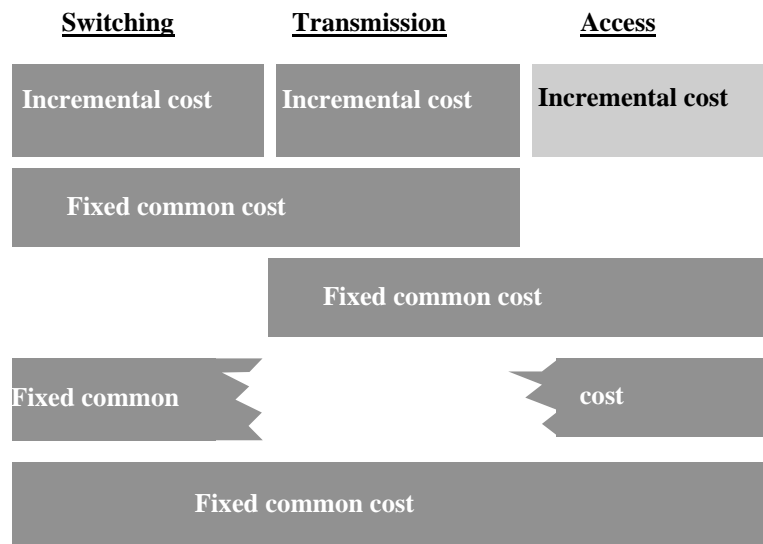 Switching Transmission Access
Incremental cost Incremental cost Incremental cost
Fixed common cost
Fixed common cost
Fixed common cost
Fixed common cost